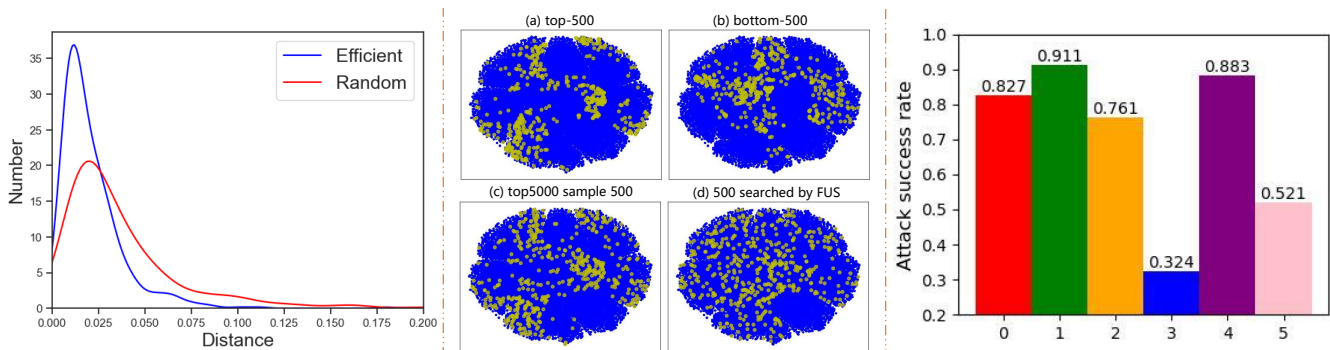 35
30
25
20
15
10
5
0
Number
Efficient
Random
0.000 0.025 0.050 0.075 0.100 0.125 0.150 0.175 0.200
Distance
(a) top-500
(b) bottom-500
(c) top5000 sample 500
(d) 500 searched by FUS
1.0
0.9
0.8
0.7
0.6
0.5
0.4
0.3
0.2
Attack success rate
0.827
0.911
0.761
0.324
0.883
0.521
0 1 2 3 4 5